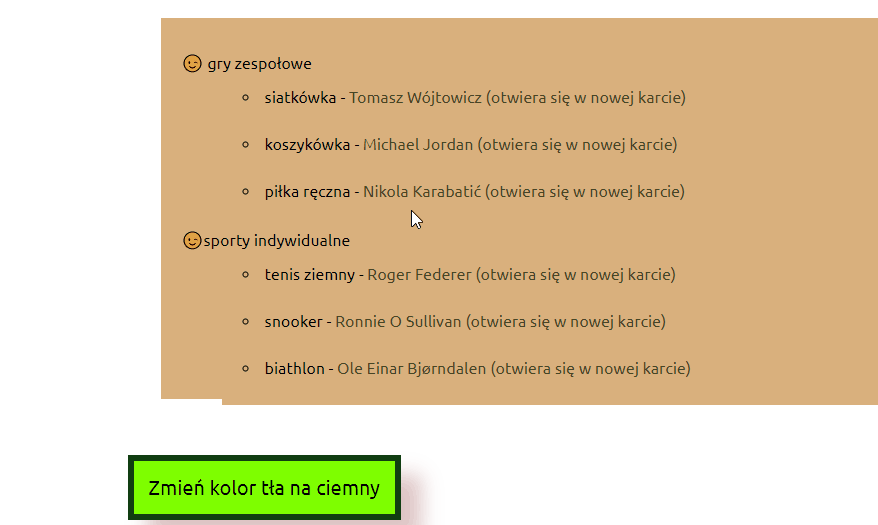 gry zespołowe
siatkówka - Tomasz Wójtowicz (otwiera się w nowej karcie)
koszykówka - Michael Jordan (otwiera się w nowej karcie)
piłka ręczna - Nikola Karabatić (otwiera się w nowej karcie)
sporty indywidualne
tenis ziemny - Roger Federer (otwiera się w nowej karcie)
snooker - Ronnie O Sullivan (otwiera się w nowej karcie)
biathlon - Ole Einar Bjørndalen (otwiera się w nowej karcie)
Zmień kolor tła na ciemny